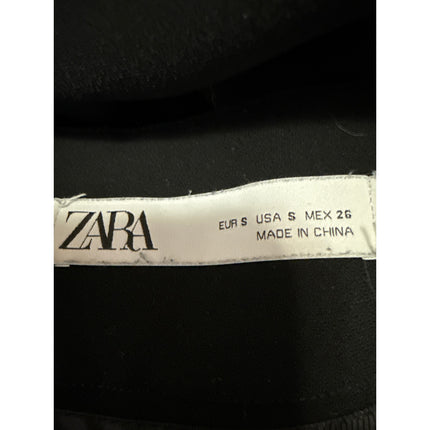 ZARA
EUR S USA S MEX 26
MADE IN CHINA